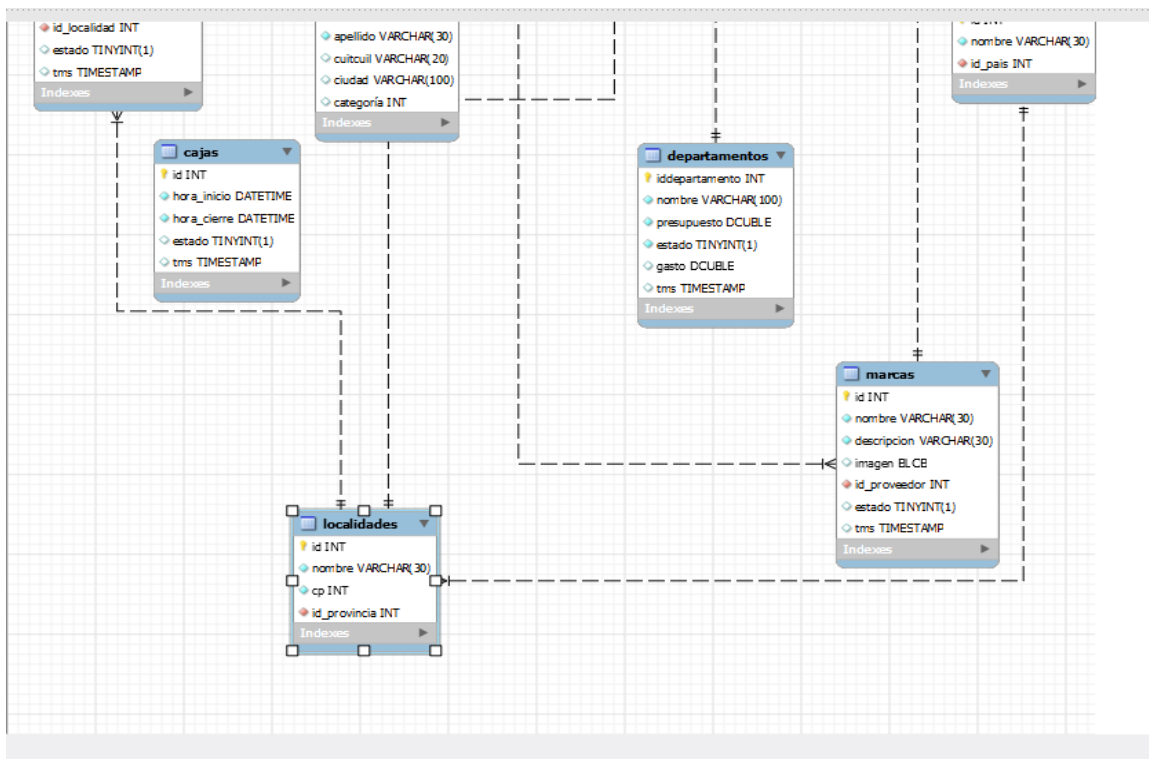 id_localidad INT
estado TINYINT(1)
tms TIMESTAMP
Indexes
apellido VARCHAR(30)
cuitcuil VARCHAR(20)
ciudad VARCHAR(100)
categoría INT
Indexes
nombre VARCHAR(30)
id_pais INT
Indexes
cajas
id INT
hora_inicio DATETIME
hora_cierre DATETIME
estado TINYINT(1)
tms TIMESTAMP
Indexes
departamentos
iddepartamento INT
nombre VARCHAR(100)
presupuesto DOUBLE
estado TINYINT(1)
gasto DOUBLE
tms TIMESTAMP
Indexes
marcas
id INT
nombre VARCHAR(30)
descripcion VARCHAR(30)
imagen BLOB
id_proveedor INT
estado TINYINT(1)
tms TIMESTAMP
Indexes
localidades
id INT
nombre VARCHAR(30)
cp INT
id_provincia INT
Indexes